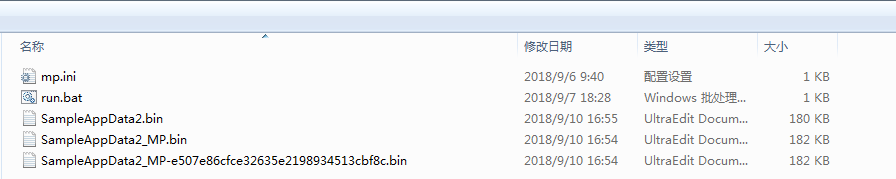 名称 修改日期 类型 大小
mp.ini 2018/9/6 9:40 配置设置 1 KB
run.bat 2018/9/7 18:28 Windows 批处理... 1 KB
SampleAppData2.bin 2018/9/10 16:55 UltraEdit Docum... 180 KB
SampleAppData2_MP.bin 2018/9/10 16:54 UltraEdit Docum... 182 KB
SampleAppData2_MP-e507e86cfce32635e2198934513cbf8c.bin 2018/9/10 16:54 UltraEdit Docum... 182 KB